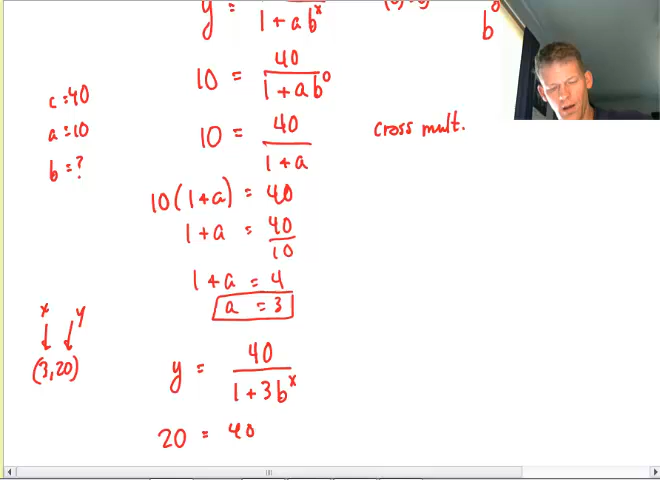 y =
1 + ab^x
b^0
10 = 40 / (1 + ab^0)
c = 40
a = 10
b = ?
10 = 40 / (1 + a)
cross mult.
10(1+a) = 40
1 + a = 40/10
1 + a = 4
a = 3
x y
(3,20)
y = 40 / (1 + 3b^x)
20 = 40